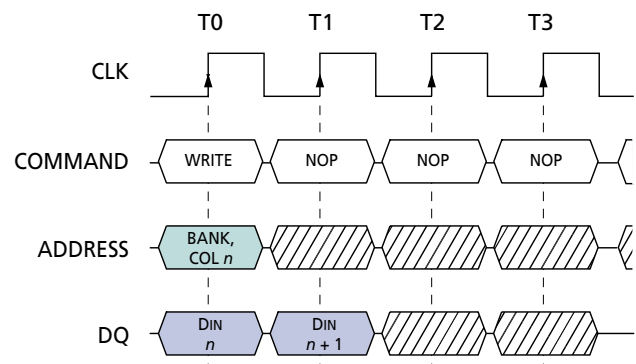 T0 T1 T2 T3
CLK
COMMAND WRITE NOP NOP NOP
ADDRESS BANK,
COL n
DQ DIN DIN
n n + 1